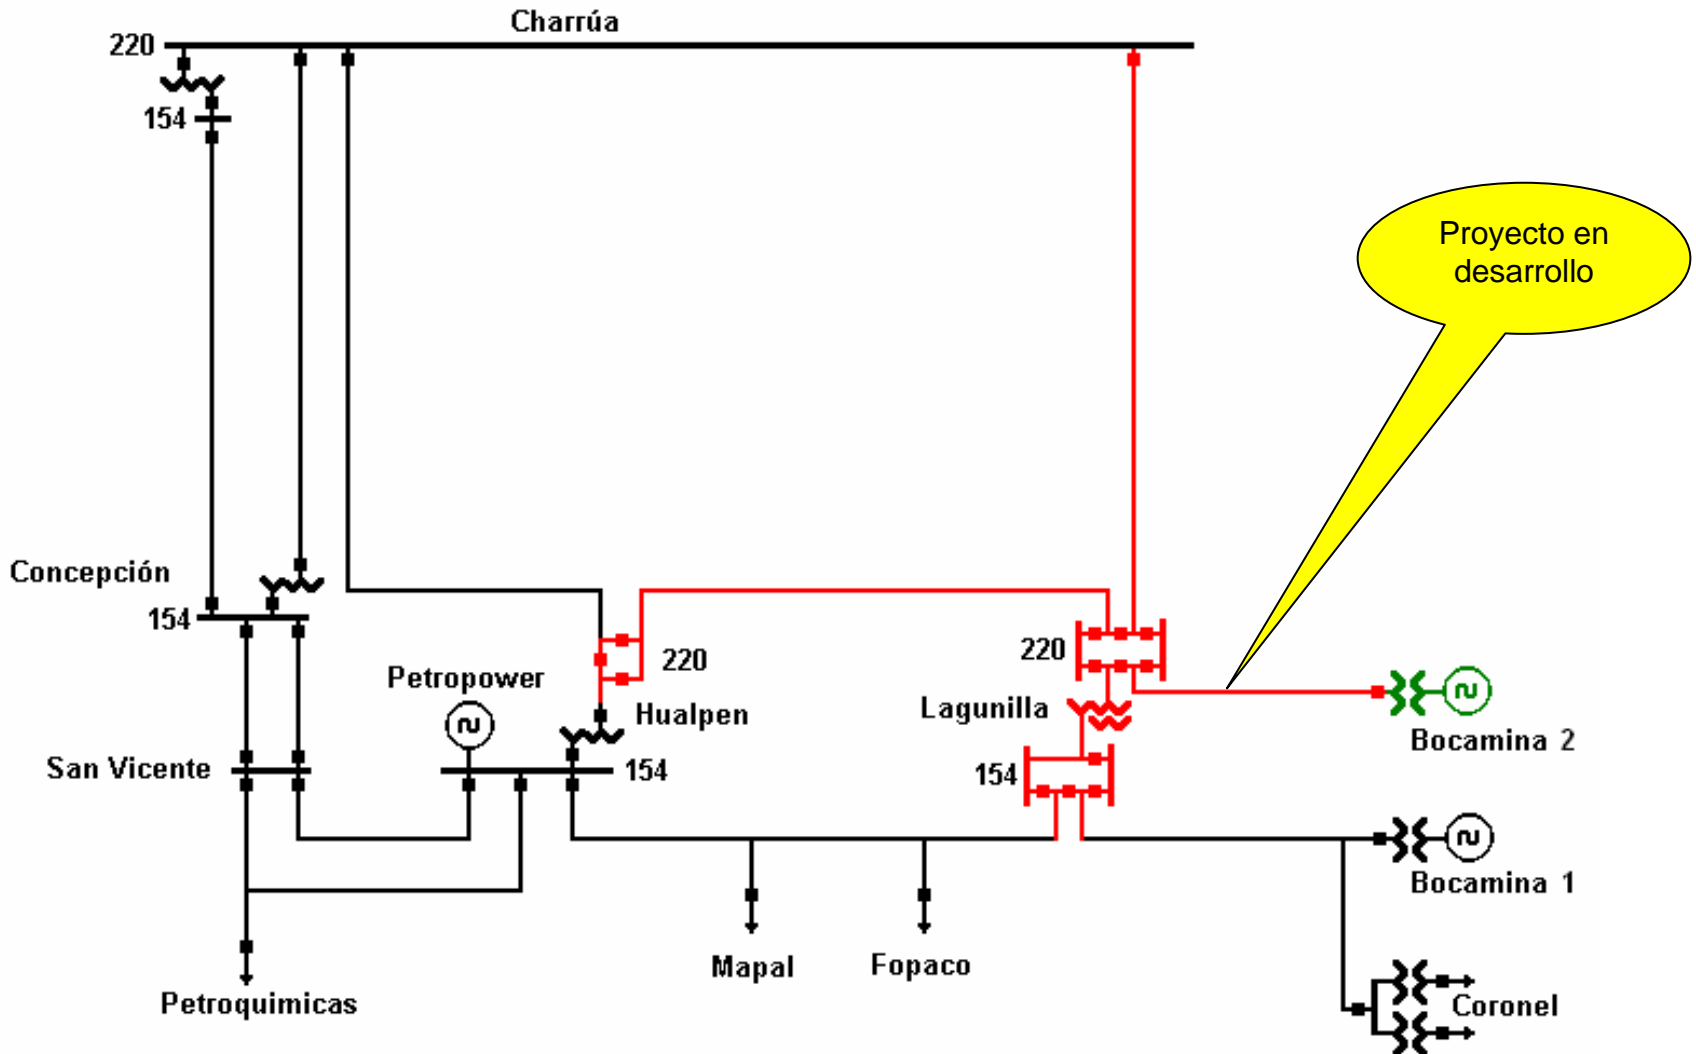 Charrúa
220
154
Proyecto en
desarrollo
Concepción
154
220
220
Petropower
Hualpen
Lagunilla
Bocamina 2
San Vicente
154
154
Bocamina 1
Mapal
Fopaco
Petroquimicas
Coronel